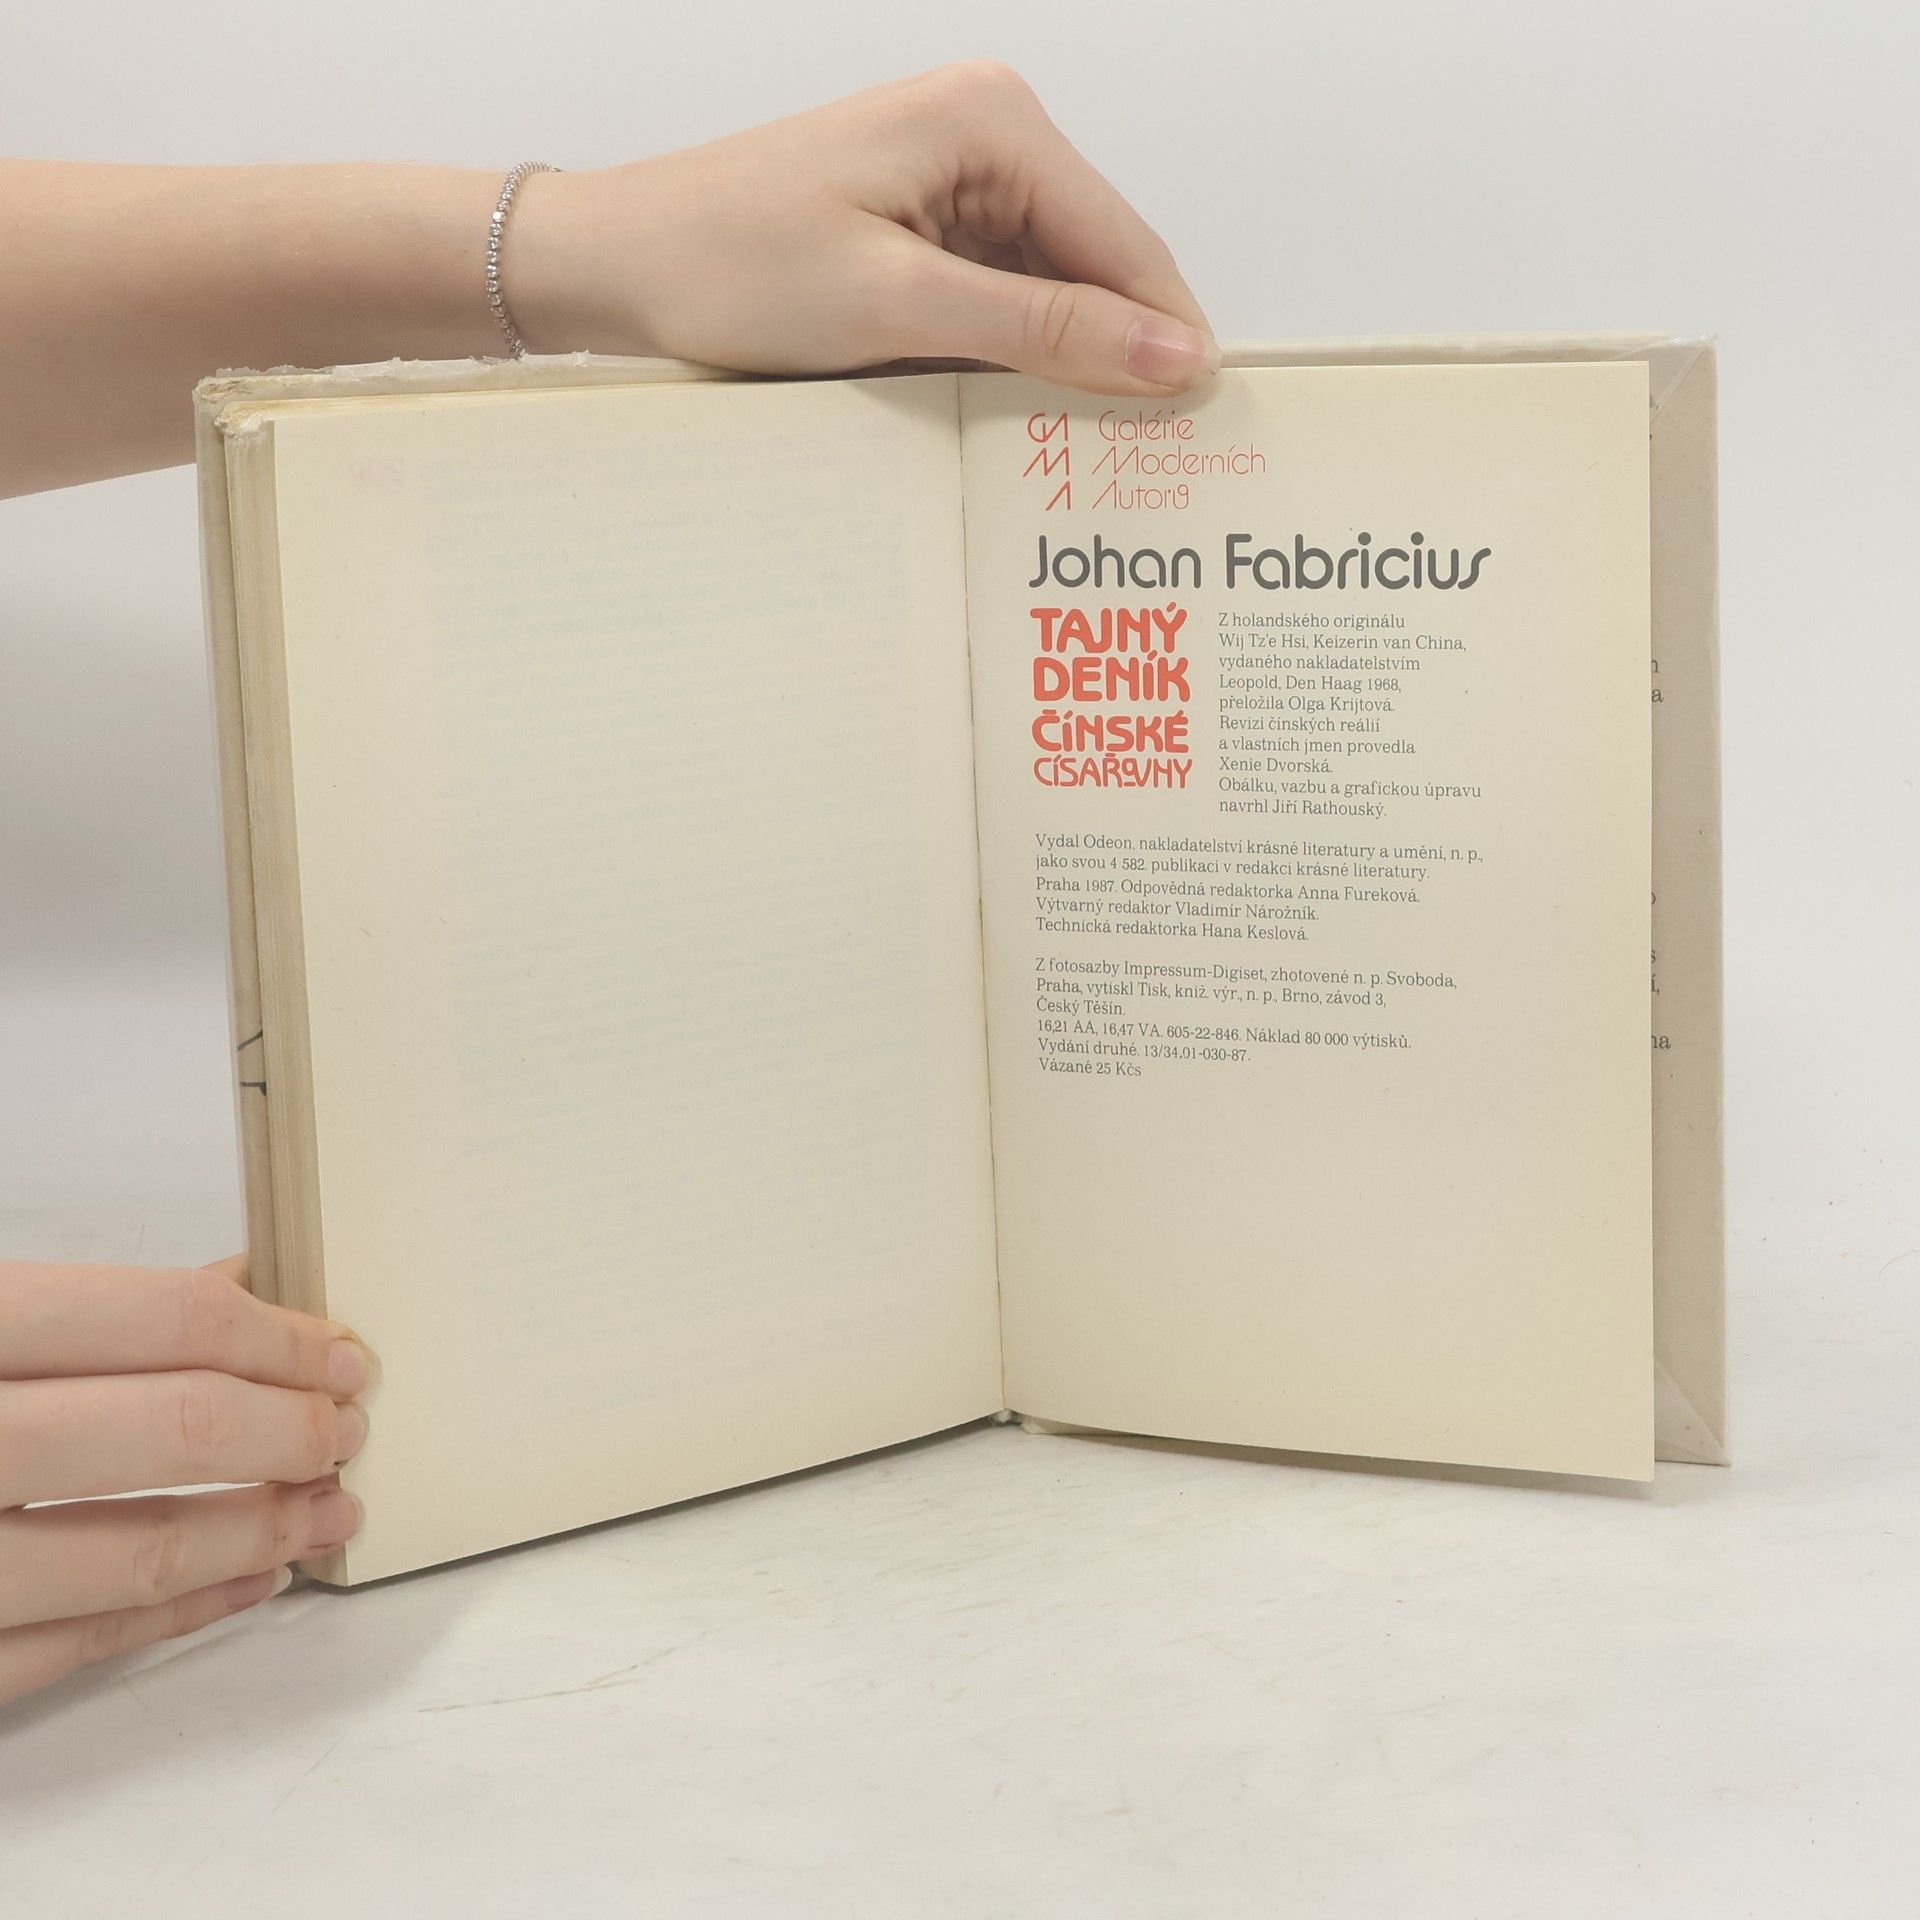 GMA Galérie
Moderních
Autorů
Johan Fabricius
TAJNÝ
DENÍK
ČÍNSKÉ
CÍSAŘOVNY
Z holandského originálu
Wij Tz'e Hsi, Keizerin van China,
vydaného nakladatelstvím
Leopold, Den Haag 1968,
přeložila Olga Krijtová.
Revizi čínských reálií
a vlastních jmen provedla
Xenie Dvorská.
Obálku, vazbu a grafickou úpravu
navrhl Jiří Rathouský.
Vydal Odeon, nakladatelství krásné literatury a umění, n. p.,
jako svou 4 582. publikaci v redakci krásné literatury.
Praha 1987. Odpovědná redaktorka Anna Fureková.
Výtvarný redaktor Vladimír Nárožník.
Technická redaktorka Hana Keslová.
Z fotosazby Impressum-Digiset, zhotovené n. p. Svoboda,
Praha, vytiskl Tisk, kniž. výr., n. p., Brno, závod 3,
Český Těšín.
16,21 AA, 16,47 VA. 605-22-846. Náklad 80 000 výtisků.
Vydání druhé. 13/34.01-030-87.
Vázané 25 Kčs